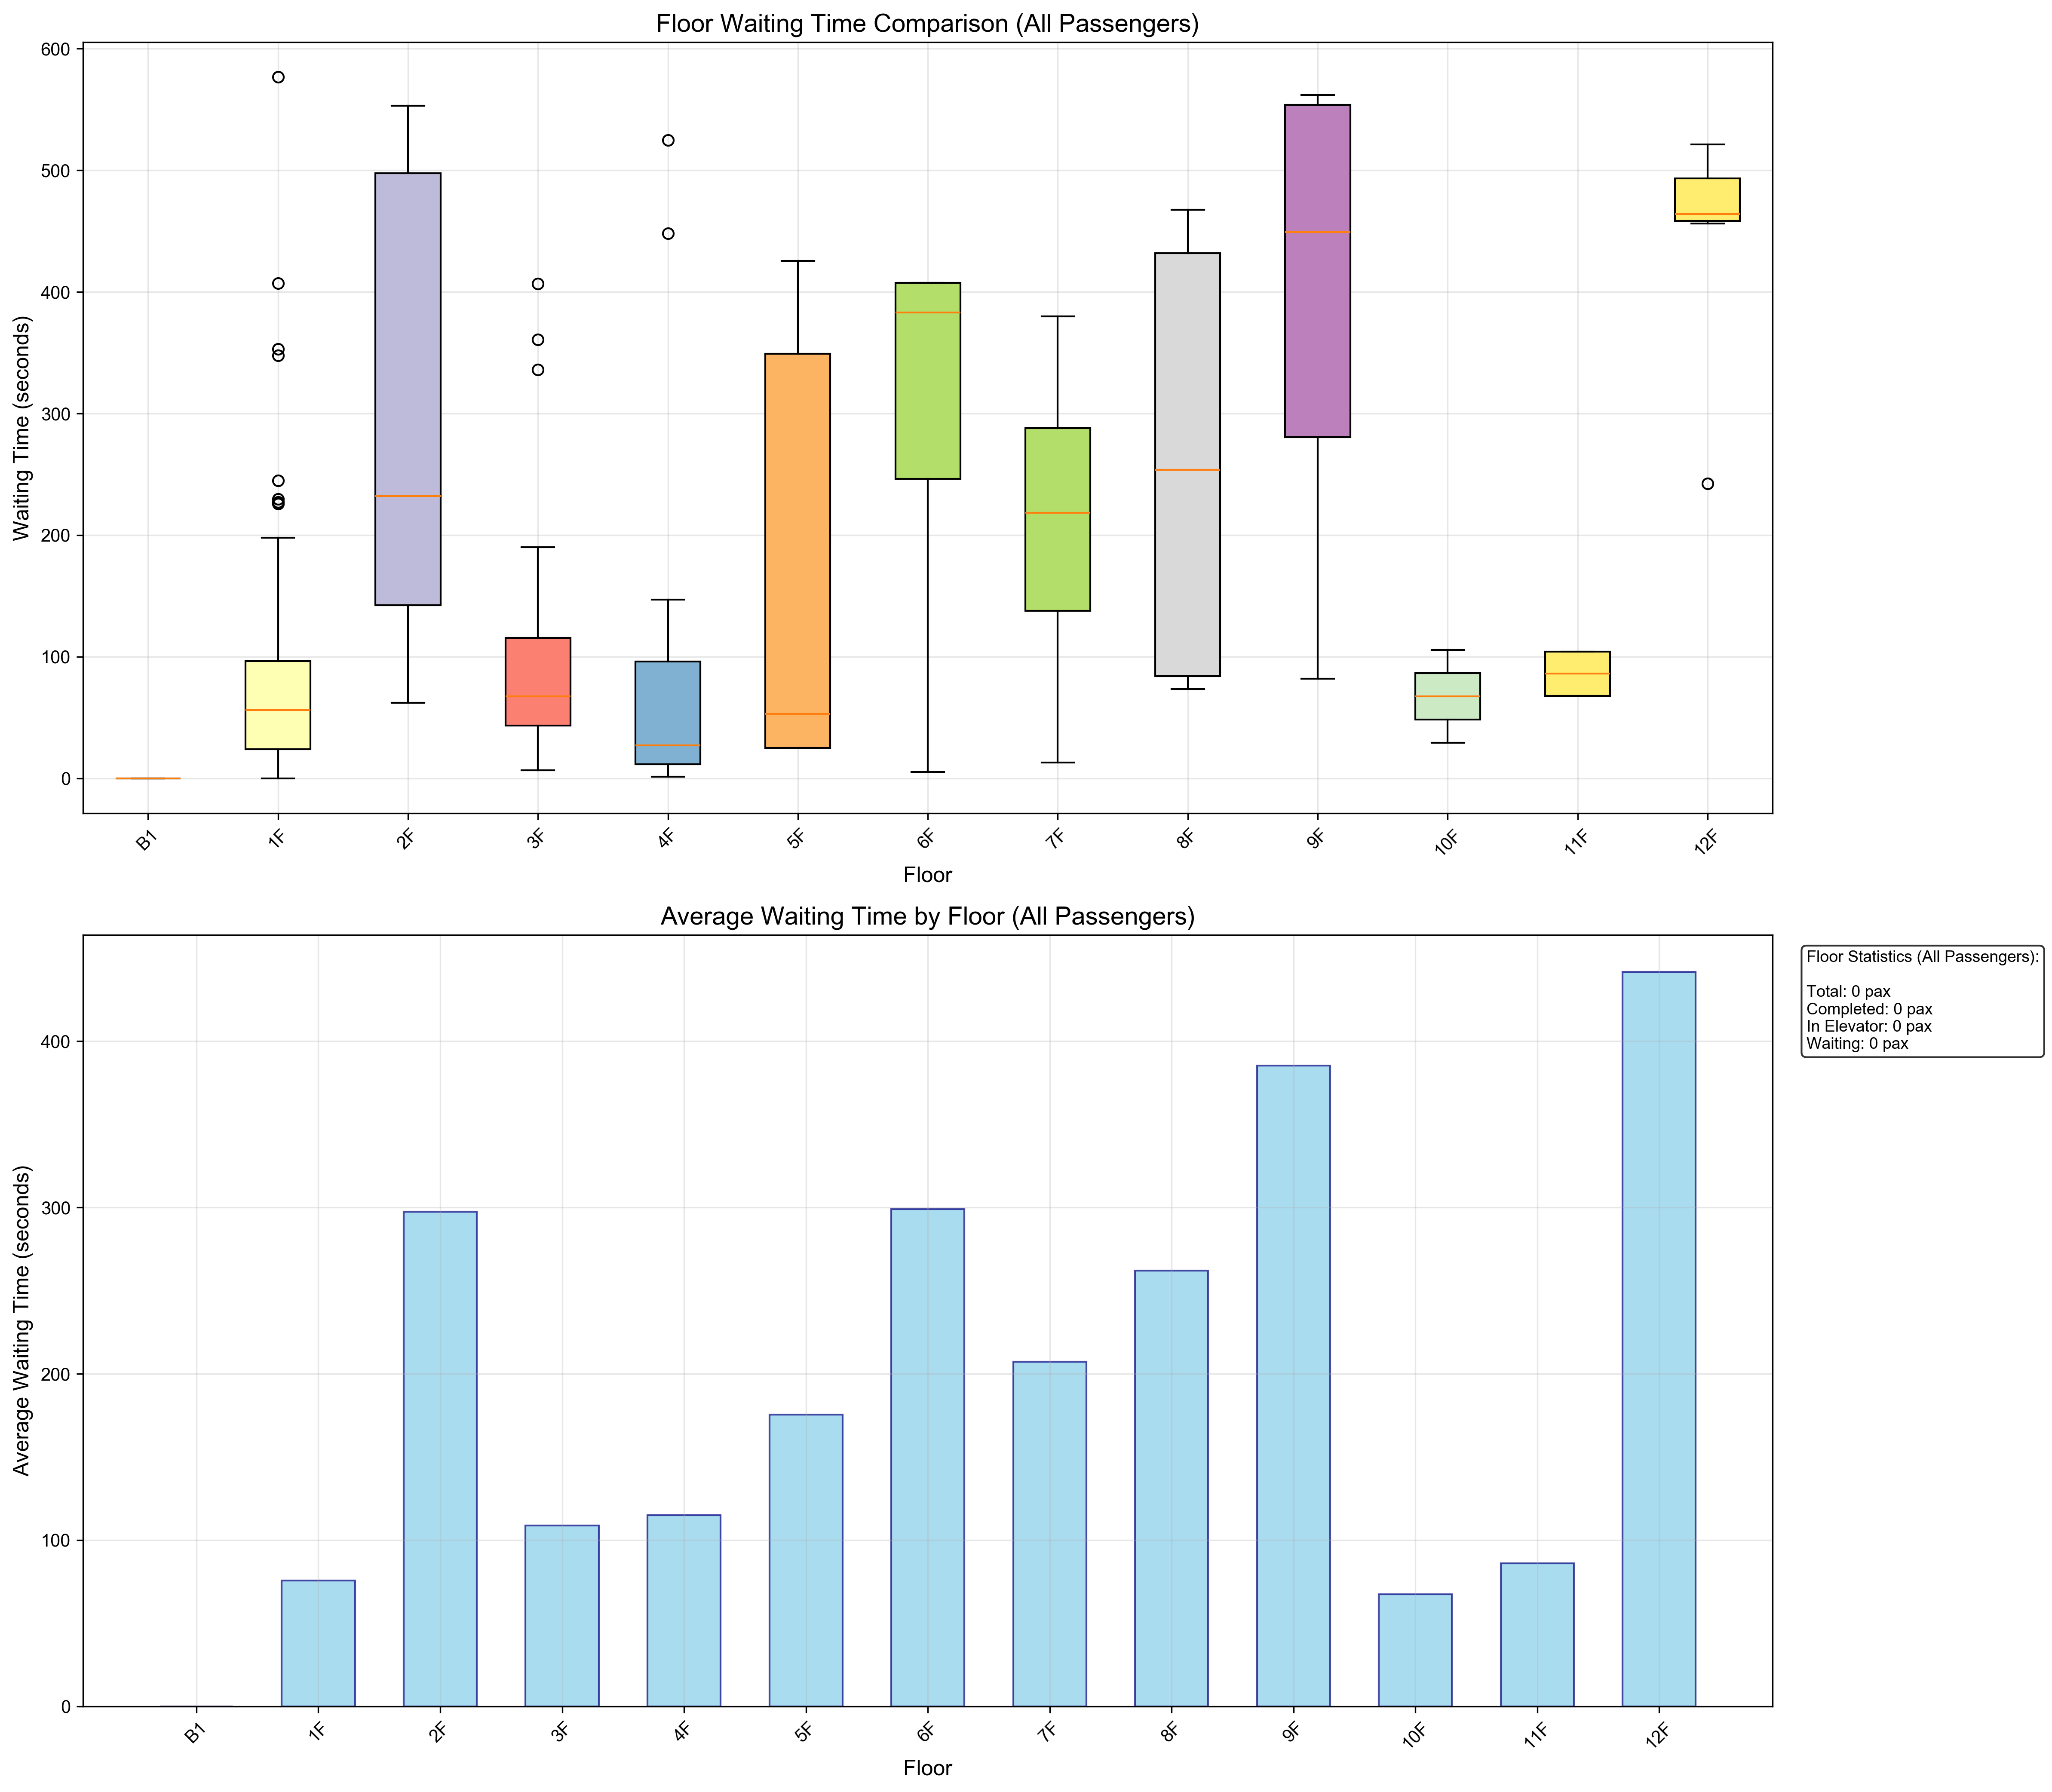 Floor Waiting Time Comparison (All Passengers)
Waiting Time (seconds)
600
500
400
300
200
100
0
B1
1F
2F
3F
4F
5F
6F
7F
8F
9F
10F
11F
12F
Floor
Average Waiting Time by Floor (All Passengers)
Average Waiting Time (seconds)
400
300
200
100
0
B1
1F
2F
3F
4F
5F
6F
7F
8F
9F
10F
11F
12F
Floor
Floor Statistics (All Passengers):
Total: 0 pax
Completed: 0 pax
In Elevator: 0 pax
Waiting: 0 pax